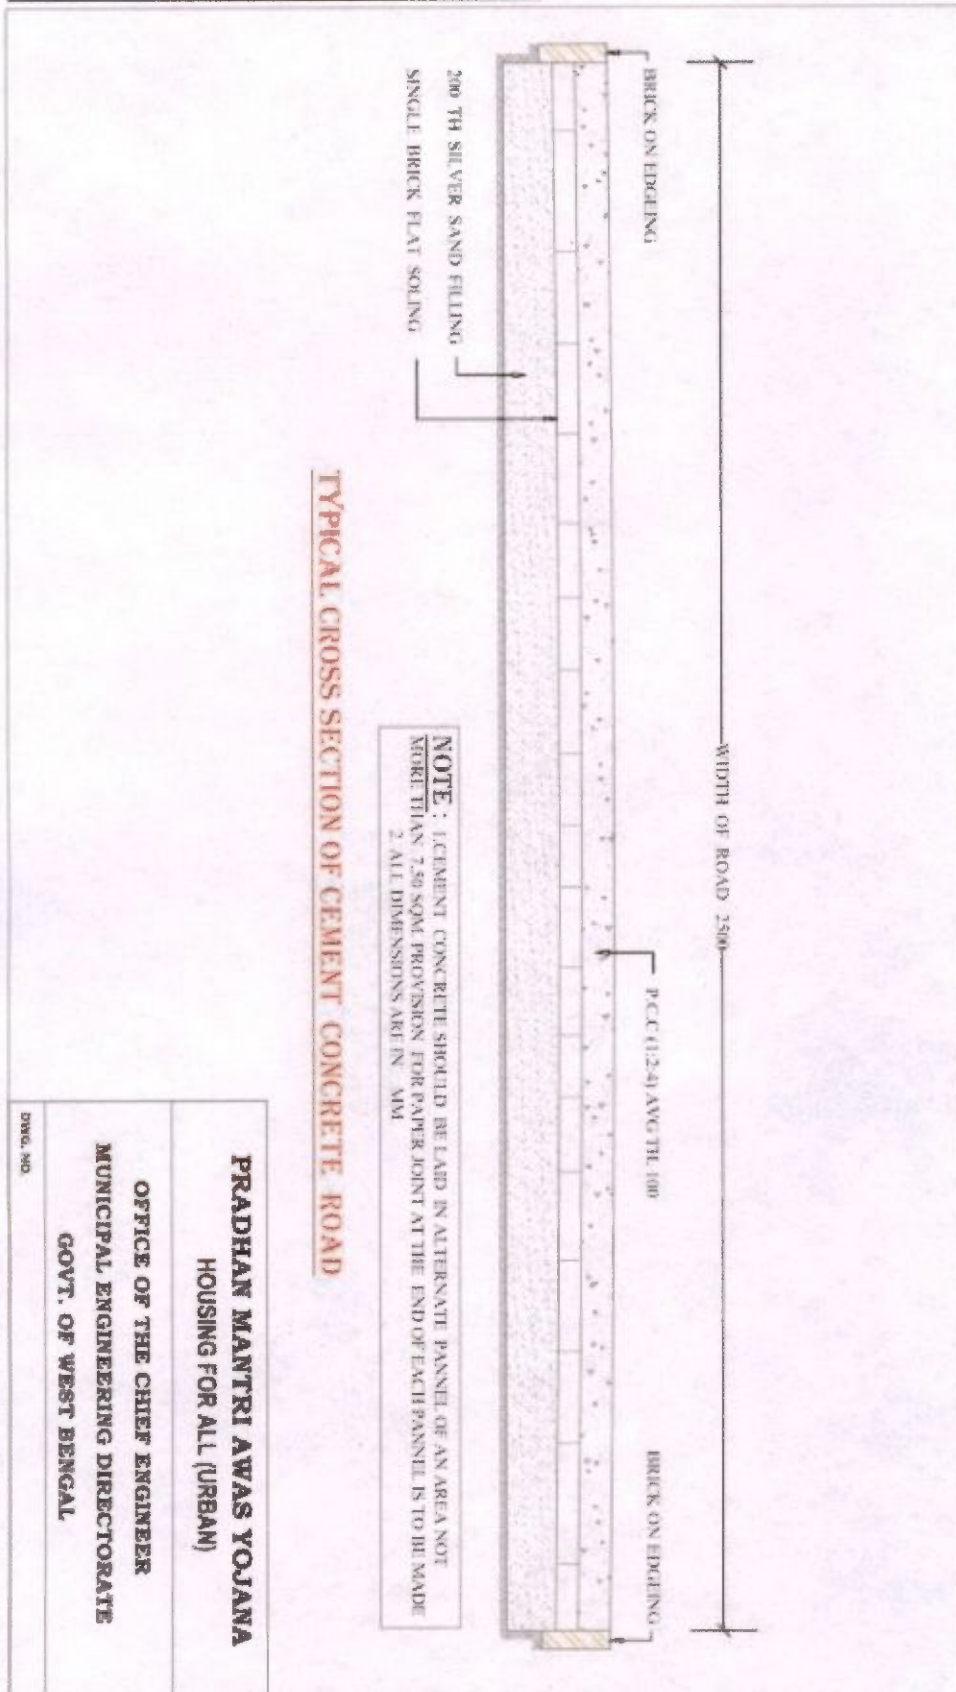 WIDTH OF ROAD 2500
BRICK ON EDGEING
P.C.C (1:2:4) AVG TH. 100
BRICK ON EDGEING
200 TH SILVER SAND FILLING
SINGLE BRICK FLAT SOLING
NOTE : 1.CEMENT CONCRETE SHOULD BE LAID IN ALTERNATE PANNEL OF AN AREA NOT
MORE THAN 7.50 SQM PROVISION FOR PAPER JOINT AT THE END OF EACH PANNEL IS TO BE MADE
2 ALL DIMENSIONS ARE IN MM
TYPICAL CROSS SECTION OF CEMENT CONCRETE ROAD
PRADHAN MANTRI AWAS YOJANA
HOUSING FOR ALL (URBAN)
OFFICE OF THE CHIEF ENGINEER
MUNICIPAL ENGINEERING DIRECTORATE
GOVT. OF WEST BENGAL
DWG. NO.